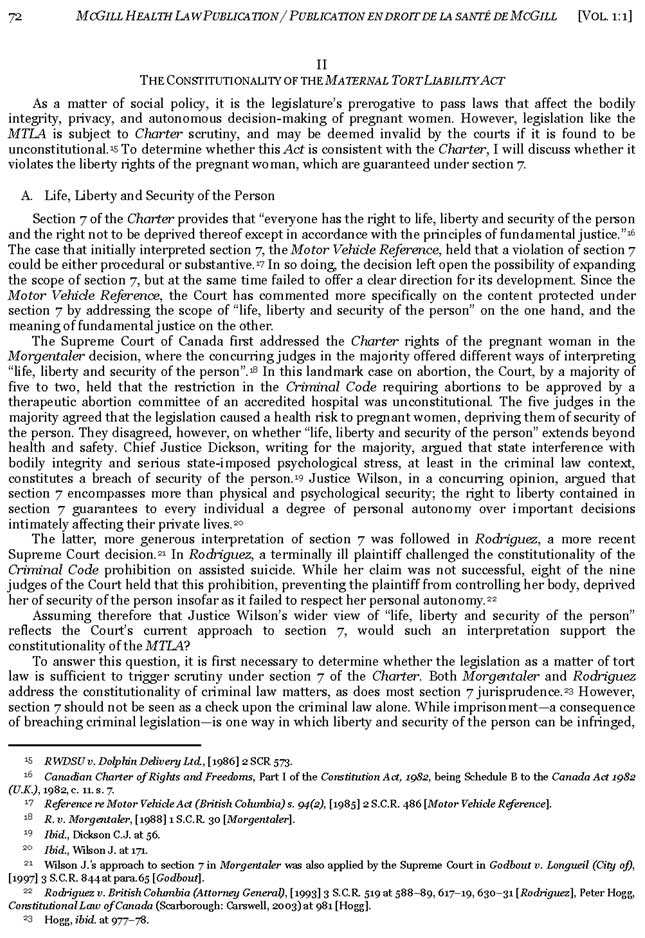 72 MCGILL HEALTH LAW PUBLICATION / PUBLICATION EN DROIT DE LA SANTÉ DE MCGILL [VOL. 1:1]
II
THE CONSTITUTIONALITY OF THE MATERNAL TORT LIABILITY ACT
As a matter of social policy, it is the legislature's prerogative to pass laws that affect the bodily
integrity, privacy, and autonomous decision-making of pregnant women. However, legislation like the
MTLA is subject to Charter scrutiny, and may be deemed invalid by the courts if it is found to be
unconstitutional.15 To determine whether this Act is consistent with the Charter, I will discuss whether it
violates the liberty rights of the pregnant woman, which are guaranteed under section 7.
A. Life, Liberty and Security of the Person
Section 7 of the Charter provides that “everyone has the right to life, liberty and security of the person
and the right not to be deprived thereof except in accordance with the principles of fundamental justice.”16
The case that initially interpreted section 7, the Motor Vehicle Reference, held that a violation of section 7
could be either procedural or substantive.17 In so doing, the decision left open the possibility of expanding
the scope of section 7, but at the same time failed to offer a clear direction for its development. Since the
Motor Vehicle Reference, the Court has commented more specifically on the content protected under
section 7 by addressing the scope of “life, liberty and security of the person” on the one hand, and the
meaning of fundamental justice on the other.
The Supreme Court of Canada first addressed the Charter rights of the pregnant woman in the
Morgentaler decision, where the concurring judges in the majority offered different ways of interpreting
“life, liberty and security of the person”.18 In this landmark case on abortion, the Court, by a majority of
five to two, held that the restriction in the Criminal Code requiring abortions to be approved by a
therapeutic abortion committee of an accredited hospital was unconstitutional. The five judges in the
majority agreed that the legislation caused a health risk to pregnant women, depriving them of security of
the person. They disagreed, however, on whether “life, liberty and security of the person” extends beyond
health and safety. Chief Justice Dickson, writing for the majority, argued that state interference with
bodily integrity and serious state-imposed psychological stress, at least in the criminal law context,
constitutes a breach of security of the person.19 Justice Wilson, in a concurring opinion, argued that
section 7 encompasses more than physical and psychological security; the right to liberty contained in
section 7 guarantees to every individual a degree of personal autonomy over important decisions
intimately affecting their private lives.20
The latter, more generous interpretation of section 7 was followed in Rodriguez, a more recent
Supreme Court decision.21 In Rodriguez, a terminally ill plaintiff challenged the constitutionality of the
Criminal Code prohibition on assisted suicide. While her claim was not successful, eight of the nine
judges of the Court held that this prohibition, preventing the plaintiff from controlling her body, deprived
her of security of the person insofar as it failed to respect her personal autonomy.22
Assuming therefore that Justice Wilson's wider view of “life, liberty and security of the person”
reflects the Court's current approach to section 7, would such an interpretation support the
constitutionality of the MTLA?
To answer this question, it is first necessary to determine whether the legislation as a matter of tort
law is sufficient to trigger scrutiny under section 7 of the Charter. Both Morgentaler and Rodriguez
address the constitutionality of criminal law matters, as does most section 7 jurisprudence.23 However,
section 7 should not be seen as a check upon the criminal law alone. While imprisonment—a consequence
of breaching criminal legislation—is one way in which liberty and security of the person can be infringed,
15 RWDSU v. Dolphin Delivery Ltd., [1986] 2 SCR 573.
16 Canadian Charter of Rights and Freedoms, Part I of the Constitution Act, 1982, being Schedule B to the Canada Act 1982
(U.K.), 1982, c. 11. s. 7.
17 Reference re Motor Vehicle Act (British Columbia) s. 94(2), [1985] 2 S.C.R. 486 [Motor Vehicle Reference].
18 R. v. Morgentaler, [1988] 1 S.C.R. 30 [Morgentaler].
19 Ibid., Dickson C.J. at 56.
20 Ibid., Wilson J. at 171.
21 Wilson J.'s approach to section 7 in Morgentaler was also applied by the Supreme Court in Godbout v. Longueil (City of),
[1997] 3 S.C.R. 844 at para.65 [Godbout].
22 Rodriguez v. British Columbia (Attorney General), [1993] 3 S.C.R. 519 at 588–89, 617–19, 630–31 [Rodriguez], Peter Hogg,
Constitutional Law of Canada (Scarborough: Carswell, 2003) at 981 [Hogg].
23 Hogg, ibid. at 977–78.